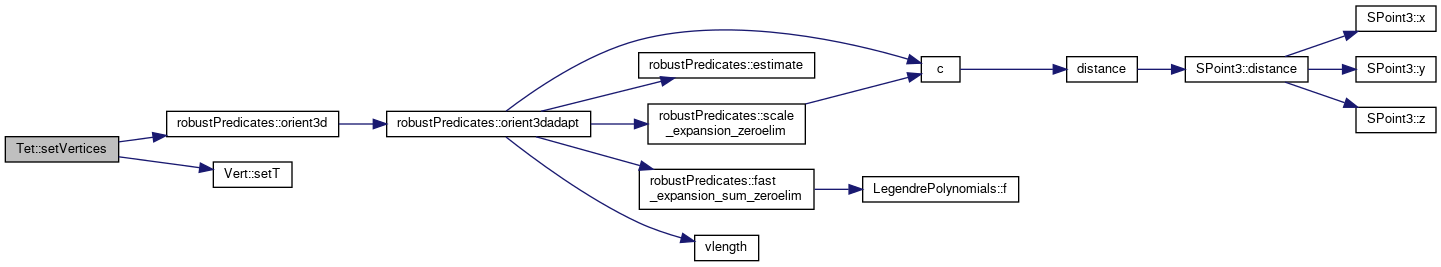 Tet::setVertices
robustPredicates::orient3d
Vert::setT
robustPredicates::orient3dadapt
robustPredicates::estimate
robustPredicates::scale
_expansion_zeroelim
robustPredicates::fast
_expansion_sum_zeroelim
vlength
c
LegendrePolynomials::f
distance
SPoint3::distance
SPoint3::x
SPoint3::y
SPoint3::z